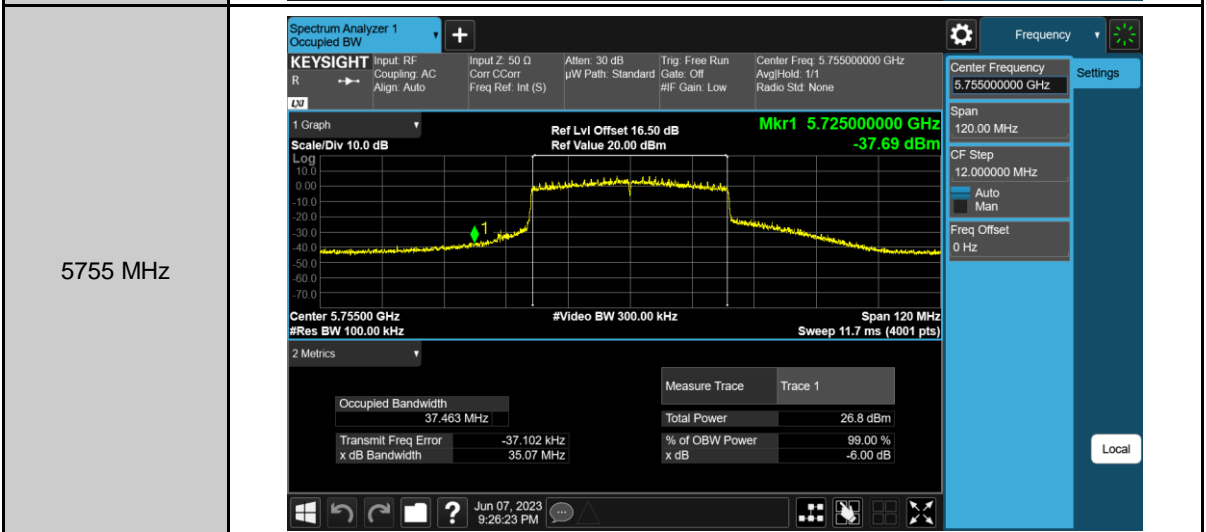 5755 MHz
Spectrum Analyzer 1
Occupied BW
+
Frequency
KEYSIGHT
R
LXI
Input: RF
Coupling: AC
Align: Auto
Input Z: 50 Ω
Corr CCorr
Freq Ref: Int (S)
Atten: 30 dB
µW Path: Standard
Trig: Free Run
Gate: Off
#IF Gain: Low
Center Freq: 5.755000000 GHz
Avg|Hold: 1/1
Radio Std: None
1 Graph
Scale/Div 10.0 dB
Ref Lvl Offset 16.50 dB
Ref Value 20.00 dBm
Mkr1 5.725000000 GHz
-37.69 dBm
Log
10.0
0.00
-10.0
-20.0
-30.0
-40.0
-50.0
-60.0
-70.0
1
Center 5.75500 GHz
#Res BW 100.00 kHz
#Video BW 300.00 kHz
Span 120 MHz
Sweep 11.7 ms (4001 pts)
2 Metrics
Measure Trace Trace 1
Occupied Bandwidth
37.463 MHz
Total Power 26.8 dBm
Transmit Freq Error -37.102 kHz
% of OBW Power 99.00 %
x dB Bandwidth 35.07 MHz
x dB -6.00 dB
Center Frequency
5.755000000 GHz
Settings
Span
120.00 MHz
CF Step
12.000000 MHz
Auto
Man
Freq Offset
0 Hz
Local
?
Jun 07, 2023
9:26:23 PM